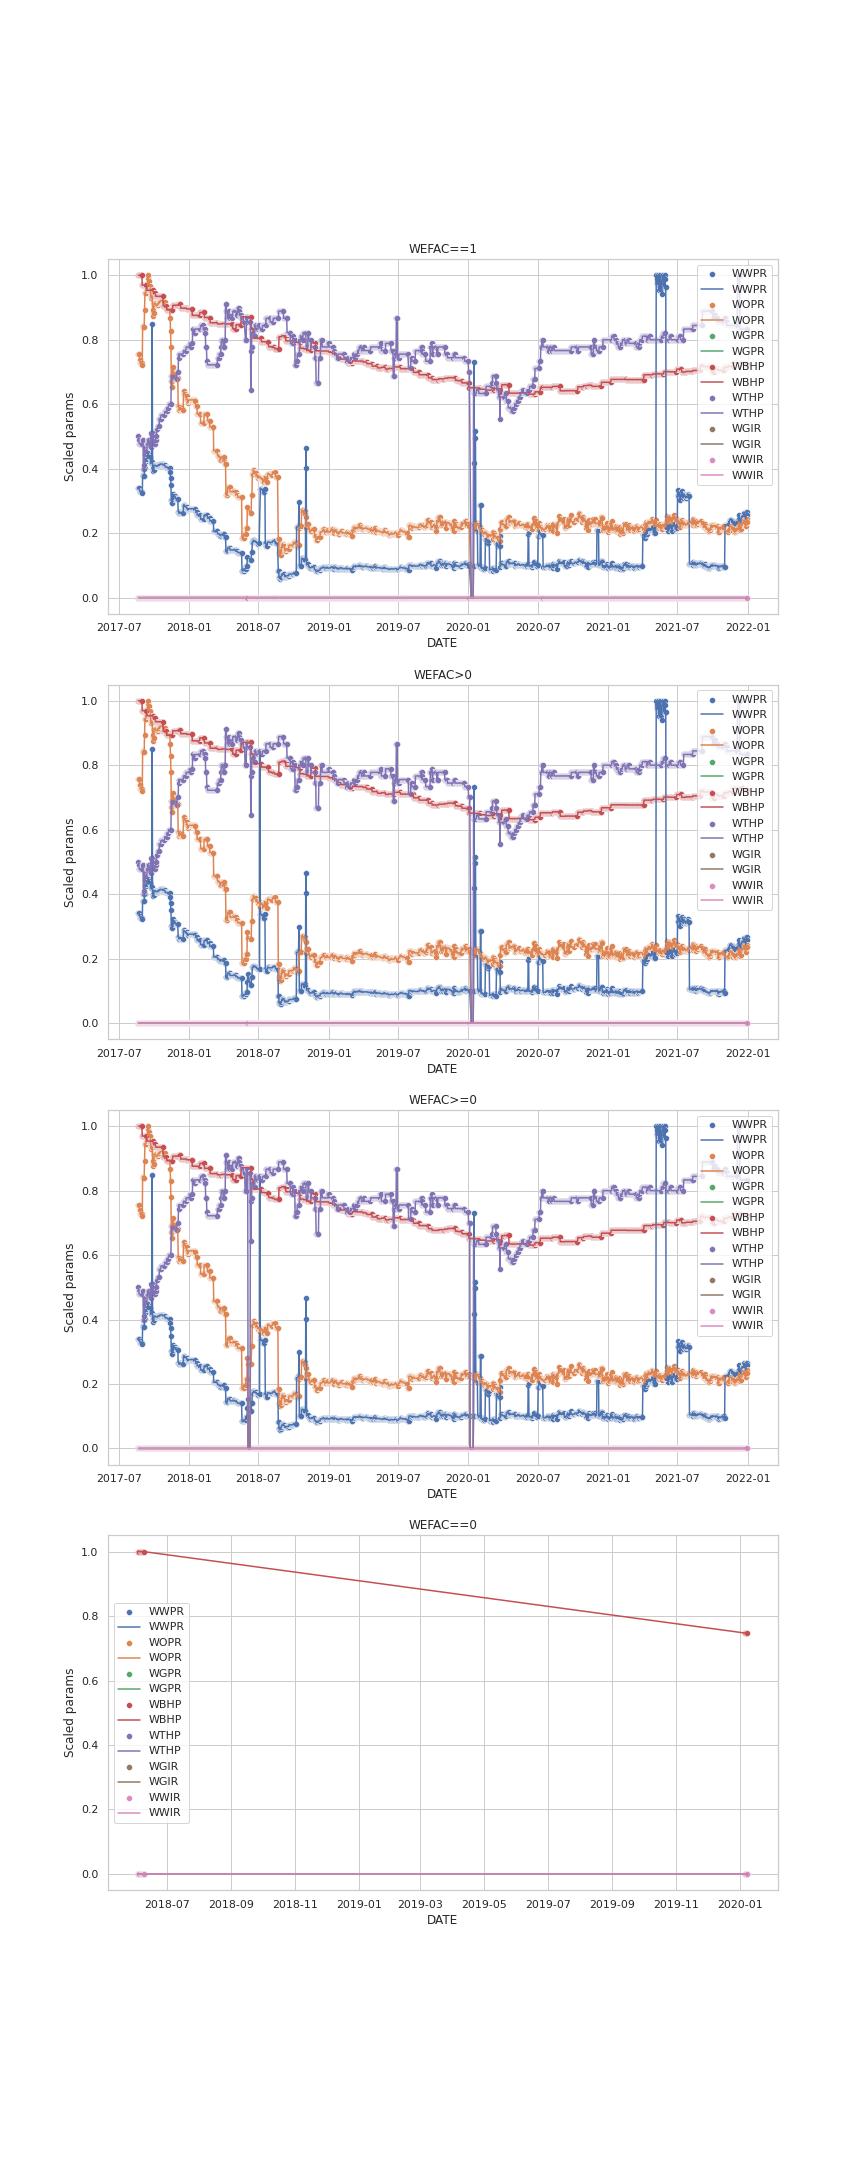 WEFAC==1
1.0
0.8
0.6
0.4
0.2
0.0
Scaled params
WWPR
WWPR
WOPR
WOPR
WGPR
WGPR
WBHP
WBHP
WTHP
WTHP
WGIR
WGIR
WWIR
WWIR
2017-07 2018-01 2018-07 2019-01 2019-07 2020-01 2020-07 2021-01 2021-07 2022-01
DATE
WEFAC>0
1.0
0.8
0.6
0.4
0.2
0.0
Scaled params
WWPR
WWPR
WOPR
WOPR
WGPR
WGPR
WBHP
WBHP
WTHP
WTHP
WGIR
WGIR
WWIR
WWIR
2017-07 2018-01 2018-07 2019-01 2019-07 2020-01 2020-07 2021-01 2021-07 2022-01
DATE
WEFAC>=0
1.0
0.8
0.6
0.4
0.2
0.0
Scaled params
WWPR
WWPR
WOPR
WOPR
WGPR
WGPR
WBHP
WBHP
WTHP
WTHP
WGIR
WGIR
WWIR
WWIR
2017-07 2018-01 2018-07 2019-01 2019-07 2020-01 2020-07 2021-01 2021-07 2022-01
DATE
WEFAC==0
1.0
0.8
0.6
0.4
0.2
0.0
Scaled params
WWPR
WWPR
WOPR
WOPR
WGPR
WGPR
WBHP
WBHP
WTHP
WTHP
WGIR
WGIR
WWIR
WWIR
2018-07 2018-09 2018-11 2019-01 2019-03 2019-05 2019-07 2019-09 2019-11 2020-01
DATE